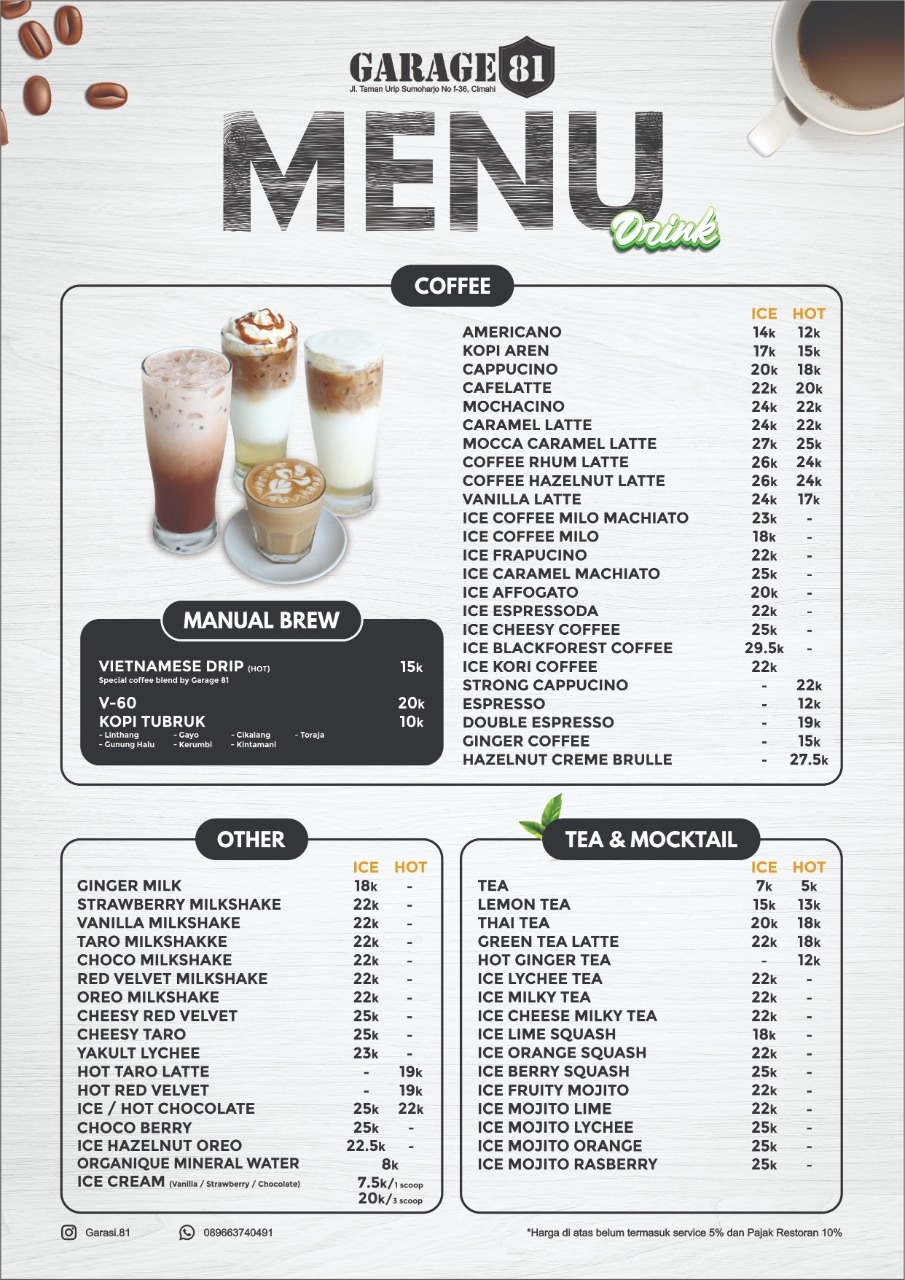 GARAGE 81
Jl. Taman Urip Sumoharjo No f-36, Cimahi
MENU
Drink
COFFEE
ICE HOT
AMERICANO 14k 12k
KOPI AREN 17k 15k
CAPPUCINO 20k 18k
CAFELATTE 22k 20k
MOCHACINO 24k 22k
CARAMEL LATTE 24k 22k
MOCCA CARAMEL LATTE 27k 25k
COFFEE RHUM LATTE 26k 24k
COFFEE HAZELNUT LATTE 26k 24k
VANILLA LATTE 24k 17k
ICE COFFEE MILO MACHIATO 23k -
ICE COFFEE MILO 18k -
ICE FRAPUCINO 22k -
ICE CARAMEL MACHIATO 25k -
ICE AFFOGATO 20k -
ICE ESPRESSODA 22k -
ICE CHEESY COFFEE 25k -
ICE BLACKFOREST COFFEE 29.5k -
ICE KORI COFFEE 22k
STRONG CAPPUCINO - 22k
ESPRESSO - 12k
DOUBLE ESPRESSO - 19k
GINGER COFFEE - 15k
HAZELNUT CREME BRULLE - 27.5k
MANUAL BREW
VIETNAMESE DRIP (HOT) 15k
Special coffee blend by Garage 81
V-60 20k
KOPI TUBRUK 10k
- Linthang - Gayo - Cikalang - Toraja
- Gunung Halu - Kerumbi - Kintamani
OTHER
ICE HOT
GINGER MILK 18k -
STRAWBERRY MILKSHAKE 22k -
VANILLA MILKSHAKE 22k -
TARO MILKSHAKKE 22k -
CHOCO MILKSHAKE 22k -
RED VELVET MILKSHAKE 22k -
OREO MILKSHAKE 22k -
CHEESY RED VELVET 25k -
CHEESY TARO 25k -
YAKULT LYCHEE 23k -
HOT TARO LATTE - 19k
HOT RED VELVET - 19k
ICE / HOT CHOCOLATE 25k 22k
CHOCO BERRY 25k -
ICE HAZELNUT OREO 22.5k -
ORGANIQUE MINERAL WATER 8k
ICE CREAM (Vanilla / Strawberry / Chocolate) 7.5k/1 scoop
20k/3 scoop
TEA & MOCKTAIL
ICE HOT
TEA 7k 5k
LEMON TEA 15k 13k
THAI TEA 20k 18k
GREEN TEA LATTE 22k 18k
HOT GINGER TEA - 12k
ICE LYCHEE TEA 22k -
ICE MILKY TEA 22k -
ICE CHEESE MILKY TEA 22k -
ICE LIME SQUASH 18k -
ICE ORANGE SQUASH 22k -
ICE BERRY SQUASH 25k -
ICE FRUITY MOJITO 22k -
ICE MOJITO LIME 22k -
ICE MOJITO LYCHEE 25k -
ICE MOJITO ORANGE 25k -
ICE MOJITO RASBERRY 25k -
Garasi.81 089663740491
*Harga di atas belum termasuk service 5% dan Pajak Restoran 10%